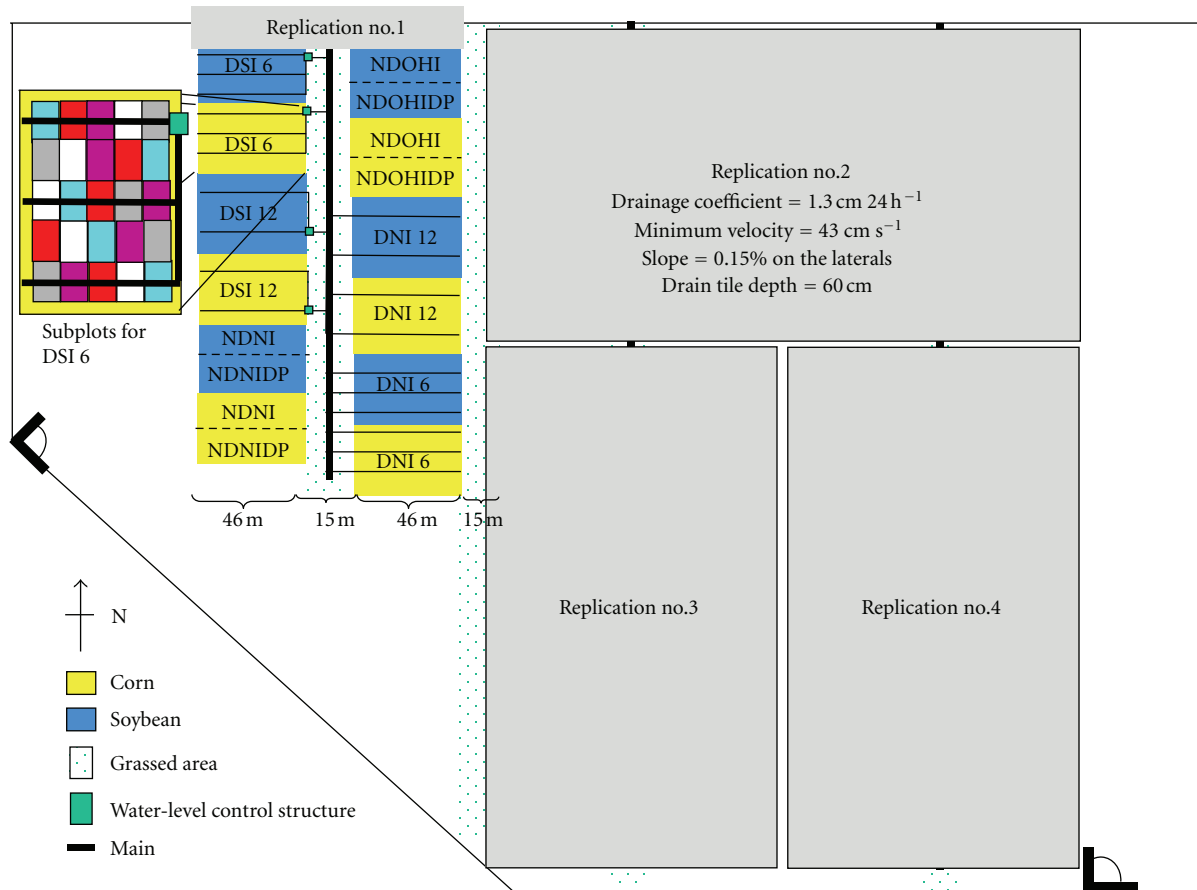 Replication no.1
DSI 6
DSI 6
DSI 12
DSI 12
NDNI
NDNIDP
NDNI
NDNIDP
NDOHI
NDOHIDP
NDOHI
NDOHIDP
DNI 12
DNI 12
DNI 6
DNI 6
Subplots for
DSI 6
46 m
15 m
46 m
15 m
Replication no.2
Drainage coefficient = 1.3 cm 24 h⁻¹
Minimum velocity = 43 cm s⁻¹
Slope = 0.15% on the laterals
Drain tile depth = 60 cm
Replication no.3
Replication no.4
N
Corn
Soybean
Grassed area
Water-level control structure
Main